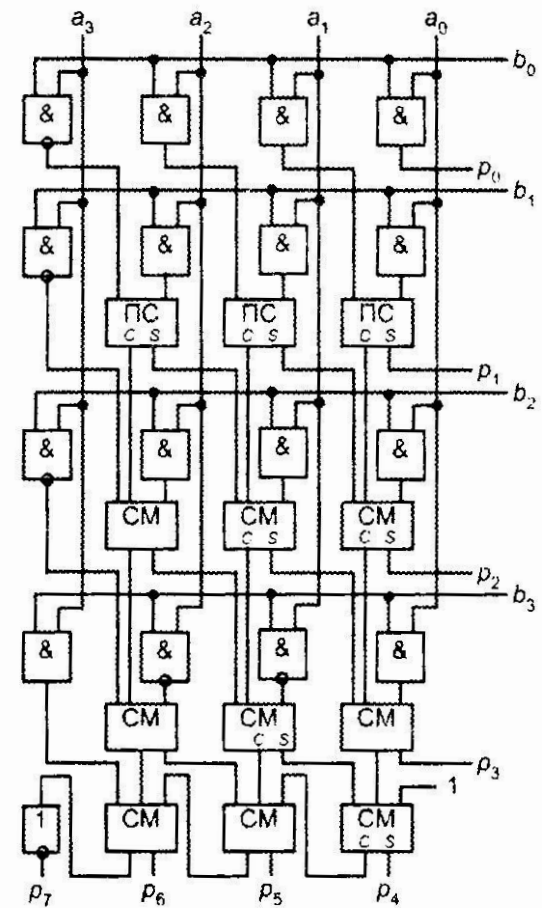 a₃ a₂ a₁ a₀
b₀
& & & &
p₀
b₁
& & & &
ПС ПС ПС
C S C S C S
p₁
b₂
& & & &
СМ СМ СМ
C S C S
p₂
b₃
& & & &
СМ СМ СМ
C S
p₃
1
1 СМ СМ СМ
C S
p₇ p₆ p₅ p₄